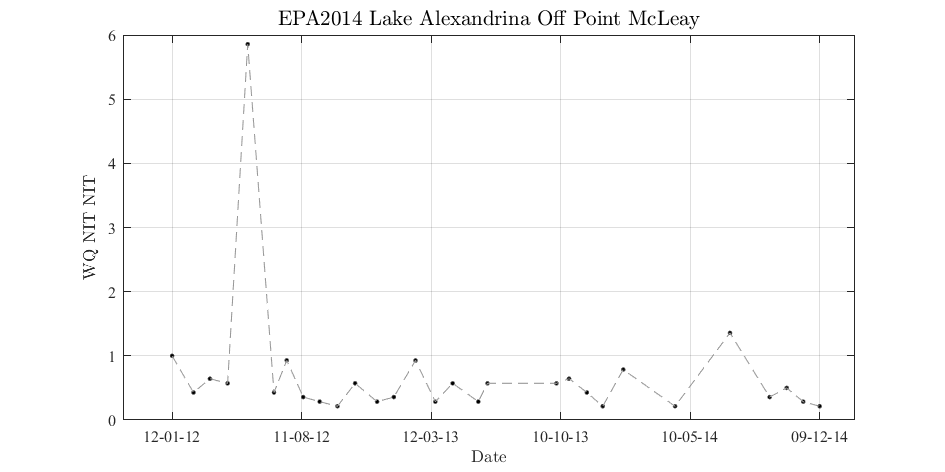 EPA2014 Lake Alexandrina Off Point McLeay
6
5
4
3
2
1
0
WQ NIT NIT
12-01-12 11-08-12 12-03-13 10-10-13 10-05-14 09-12-14
Date